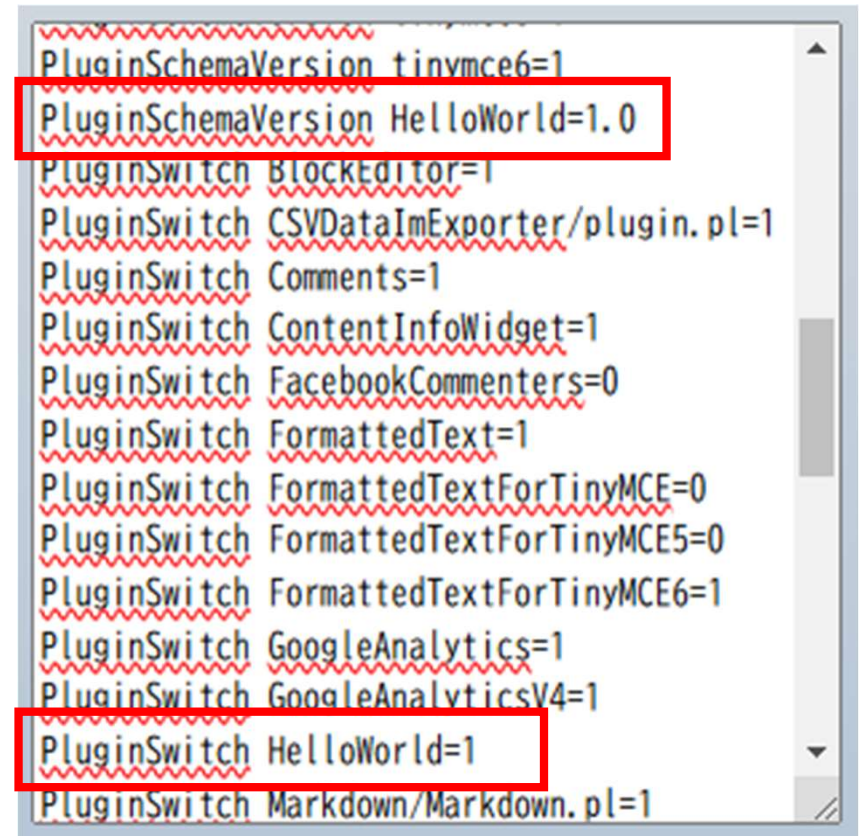 PluginSchemaVersion tinymce6=1
PluginSchemaVersion HelloWorld=1.0
PluginSwitch BlockEditor=1
PluginSwitch CSVDataImExporter/plugin.pl=1
PluginSwitch Comments=1
PluginSwitch ContentInfoWidget=1
PluginSwitch FacebookCommenters=0
PluginSwitch FormattedText=1
PluginSwitch FormattedTextForTinyMCE=0
PluginSwitch FormattedTextForTinyMCE5=0
PluginSwitch FormattedTextForTinyMCE6=1
PluginSwitch GoogleAnalytics=1
PluginSwitch GoogleAnalyticsV4=1
PluginSwitch HelloWorld=1
PluginSwitch Markdown/Markdown.pl=1